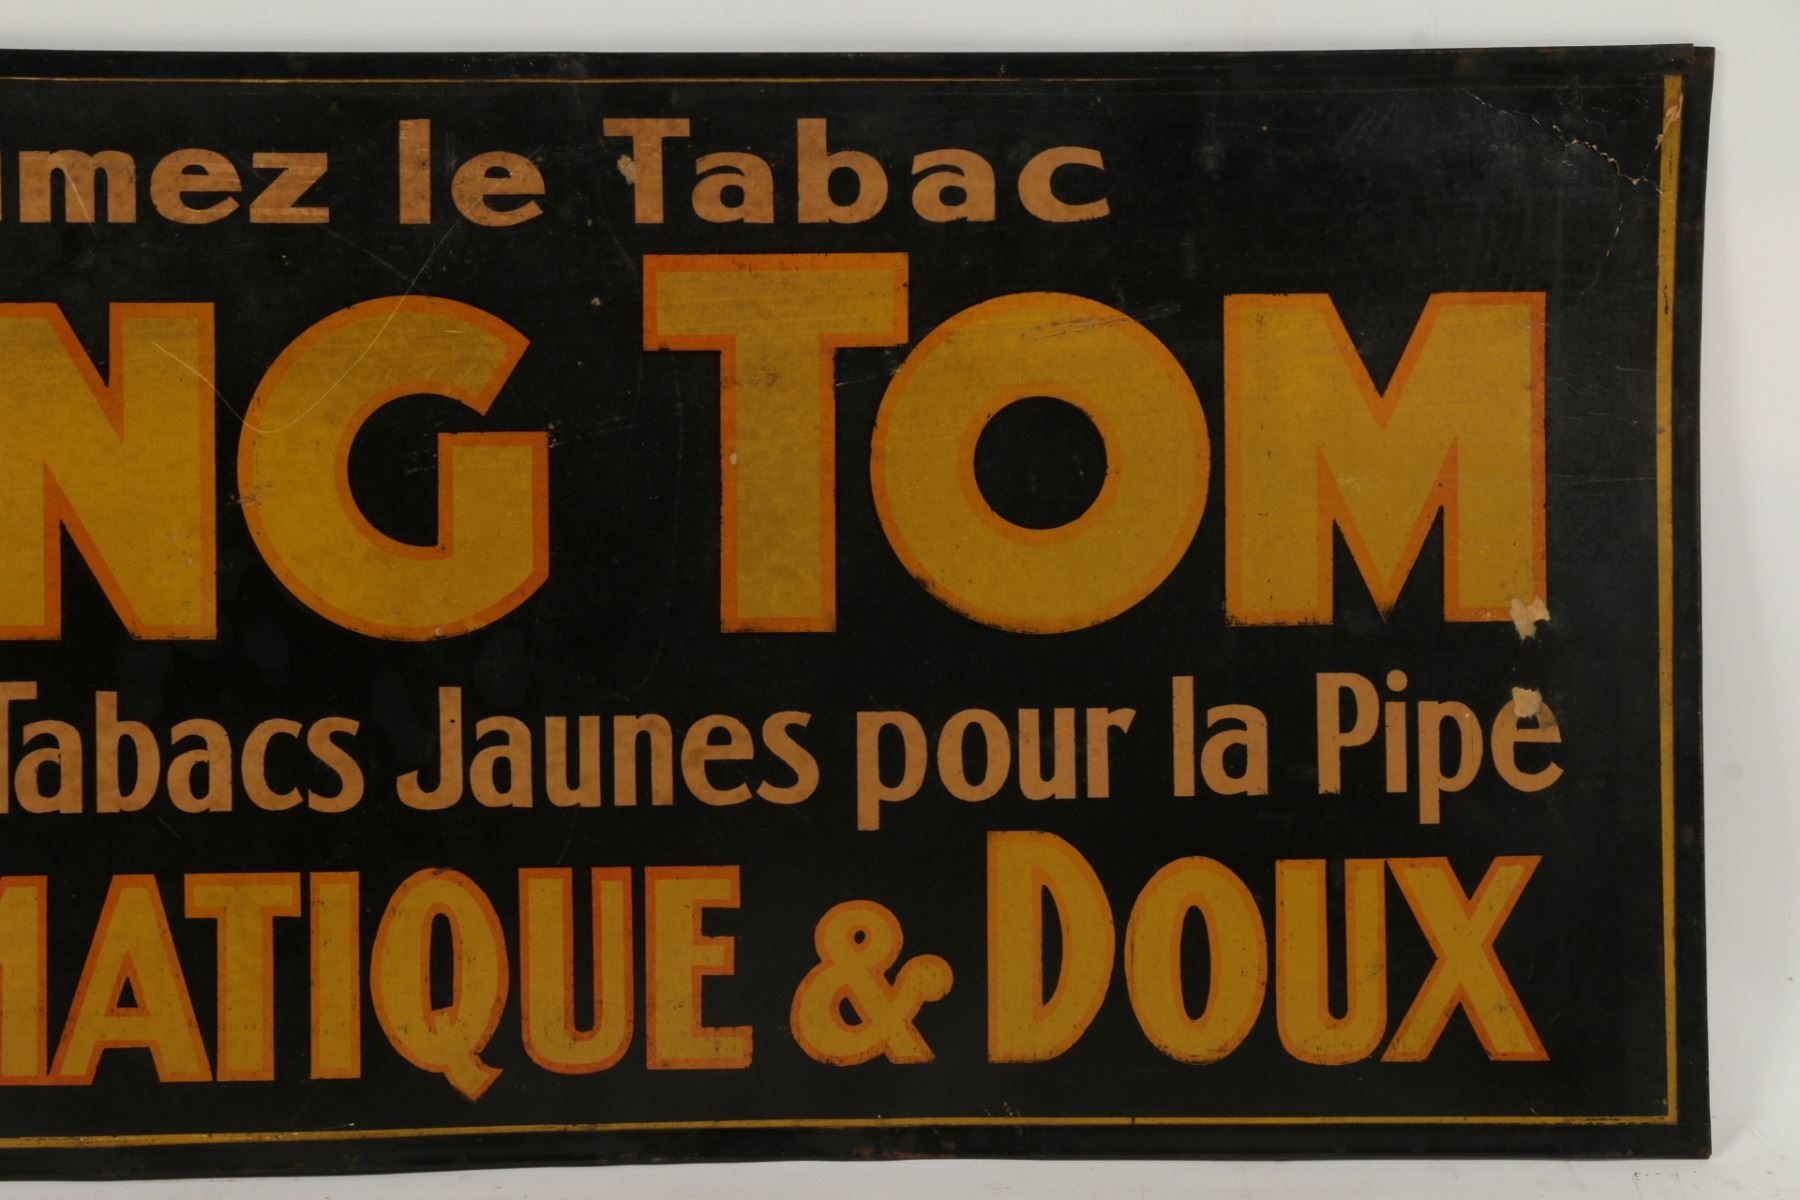 umez le Tabac
NG TOM
Tabacs Jaunes pour la Pipe
MATIQUE & DOUX